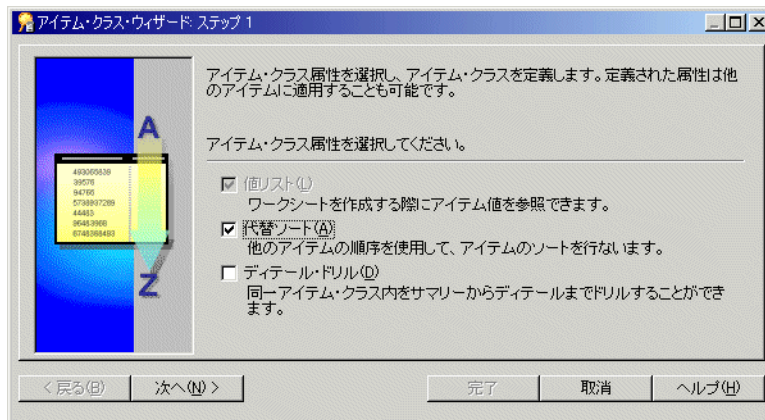 アイテム・クラス・ウィザード: ステップ 1
アイテム・クラス属性を選択し、アイテム・クラスを定義します。定義された属性は他
のアイテムに適用することも可能です。
アイテム・クラス属性を選択してください。
値リスト(L)
ワークシートを作成する際にアイテム値を参照できます。
代替ソート(A)
他のアイテムの順序を使用して、アイテムのソートを行ないます。
ディテール・ドリル(D)
同一アイテム・クラス内をサマリーからディテールまでドリルすることができ
ます。
A
39576
94766
5738937289
44463
Z
< 戻る(B)
次へ(N) >
完了
取消
ヘルプ(H)